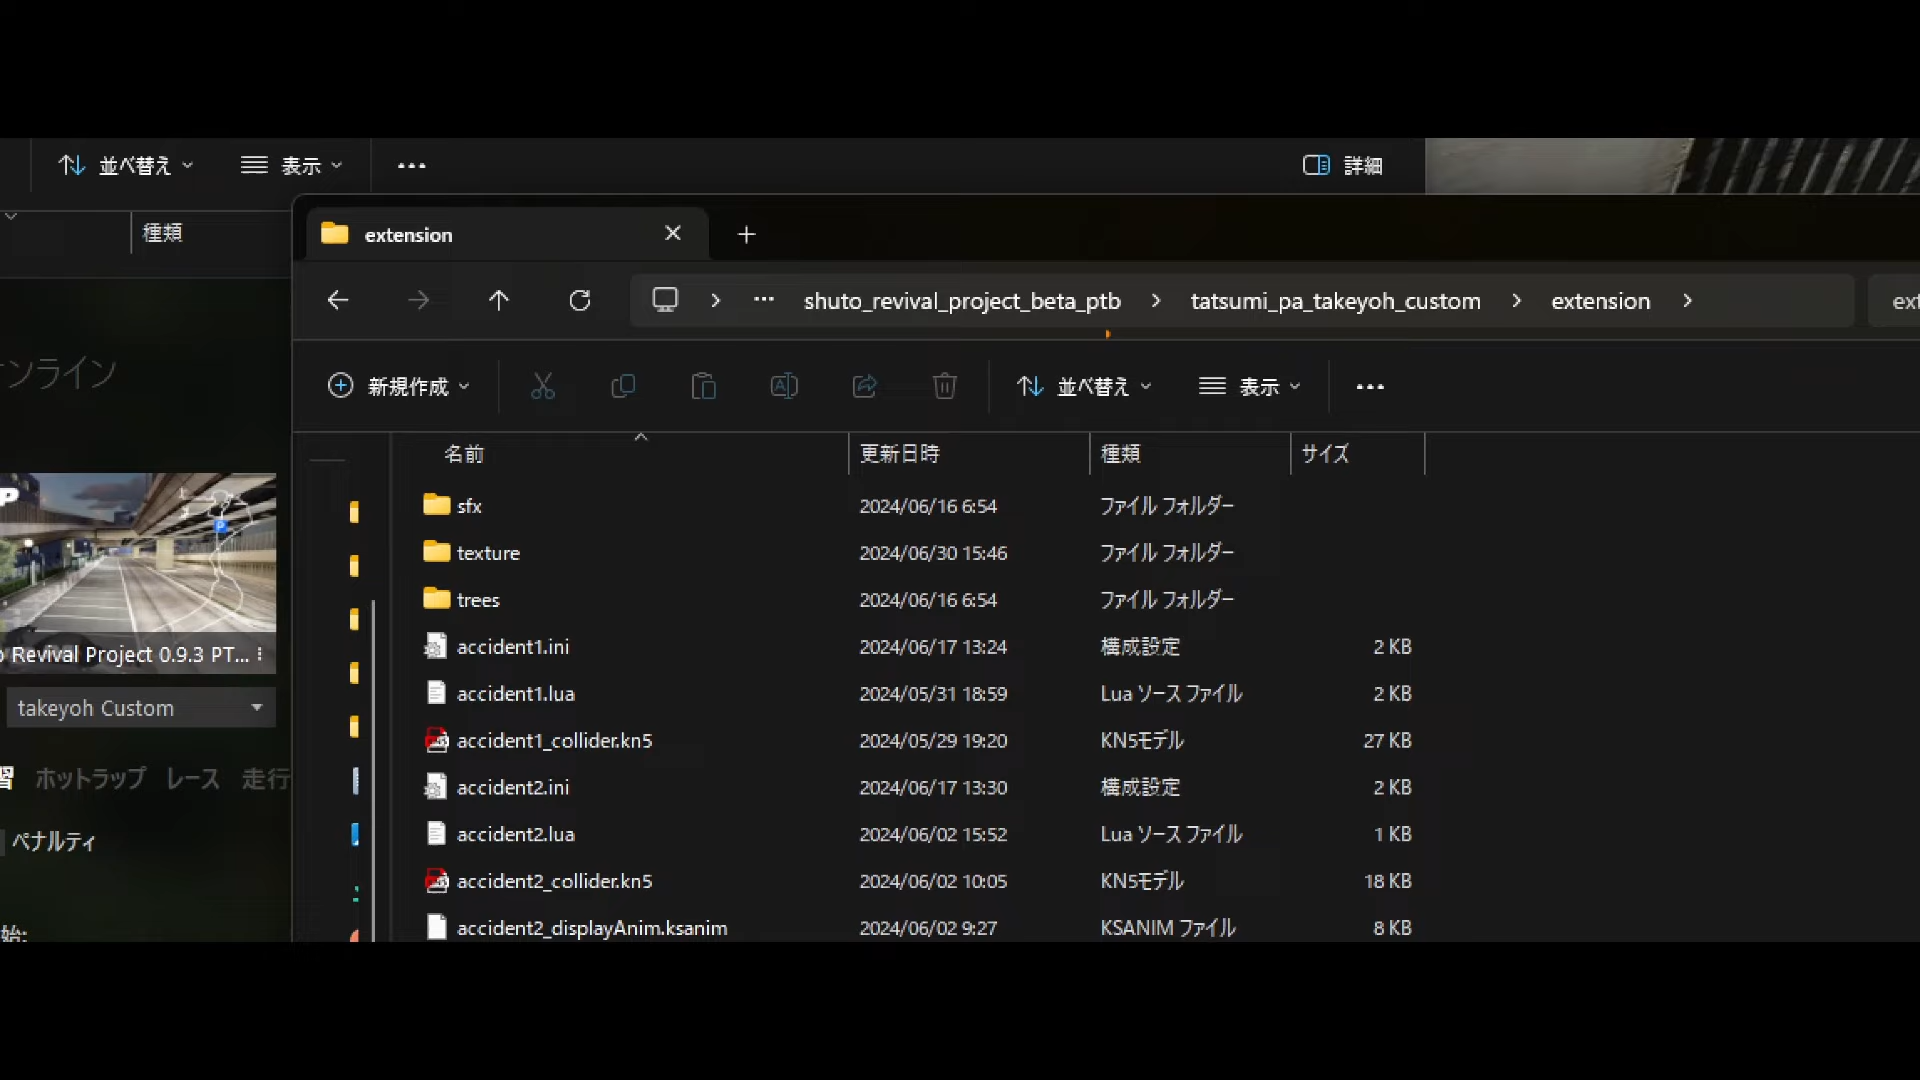 並べ替え 表示 詳細
種類
extension
shuto_revival_project_beta_ptb tatsumi_pa_takeyoh_custom extension
新規作成 並べ替え 表示
名前 更新日時 種類 サイズ
sfx 2024/06/16 6:54 ファイル フォルダー
texture 2024/06/30 15:46 ファイル フォルダー
trees 2024/06/16 6:54 ファイル フォルダー
accident1.ini 2024/06/17 13:24 構成設定 2 KB
accident1.lua 2024/05/31 18:59 Lua ソース ファイル 2 KB
accident1_collider.kn5 2024/05/29 19:20 KN5モデル 27 KB
accident2.ini 2024/06/17 13:30 構成設定 2 KB
accident2.lua 2024/06/02 15:52 Lua ソース ファイル 1 KB
accident2_collider.kn5 2024/06/02 10:05 KN5モデル 18 KB
accident2_displayAnim.ksanim 2024/06/02 9:27 KSANIM ファイル 8 KB
ンライン
P
Revival Project 0.9.3 PT...
takeyoh Custom
習 ホットラップ レース 走行
ペナルティ
始: